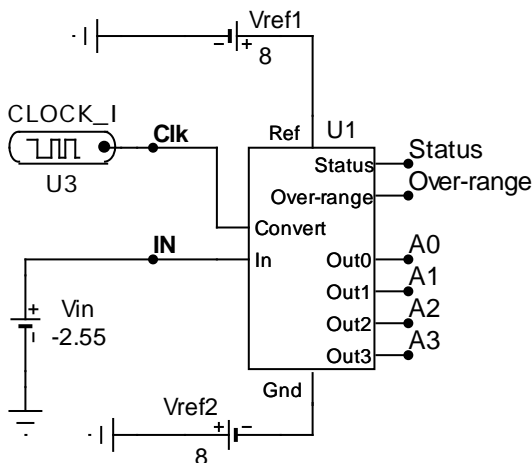 Vref1
− +
8
CLOCK_I
Clk
U3
Ref
U1
Status
Status
Over-range
Over-range
Convert
IN
In
Out0
A0
Out1
A1
Out2
A2
Out3
A3
+
−
Vin
-2.55
Gnd
Vref2
+ −
8